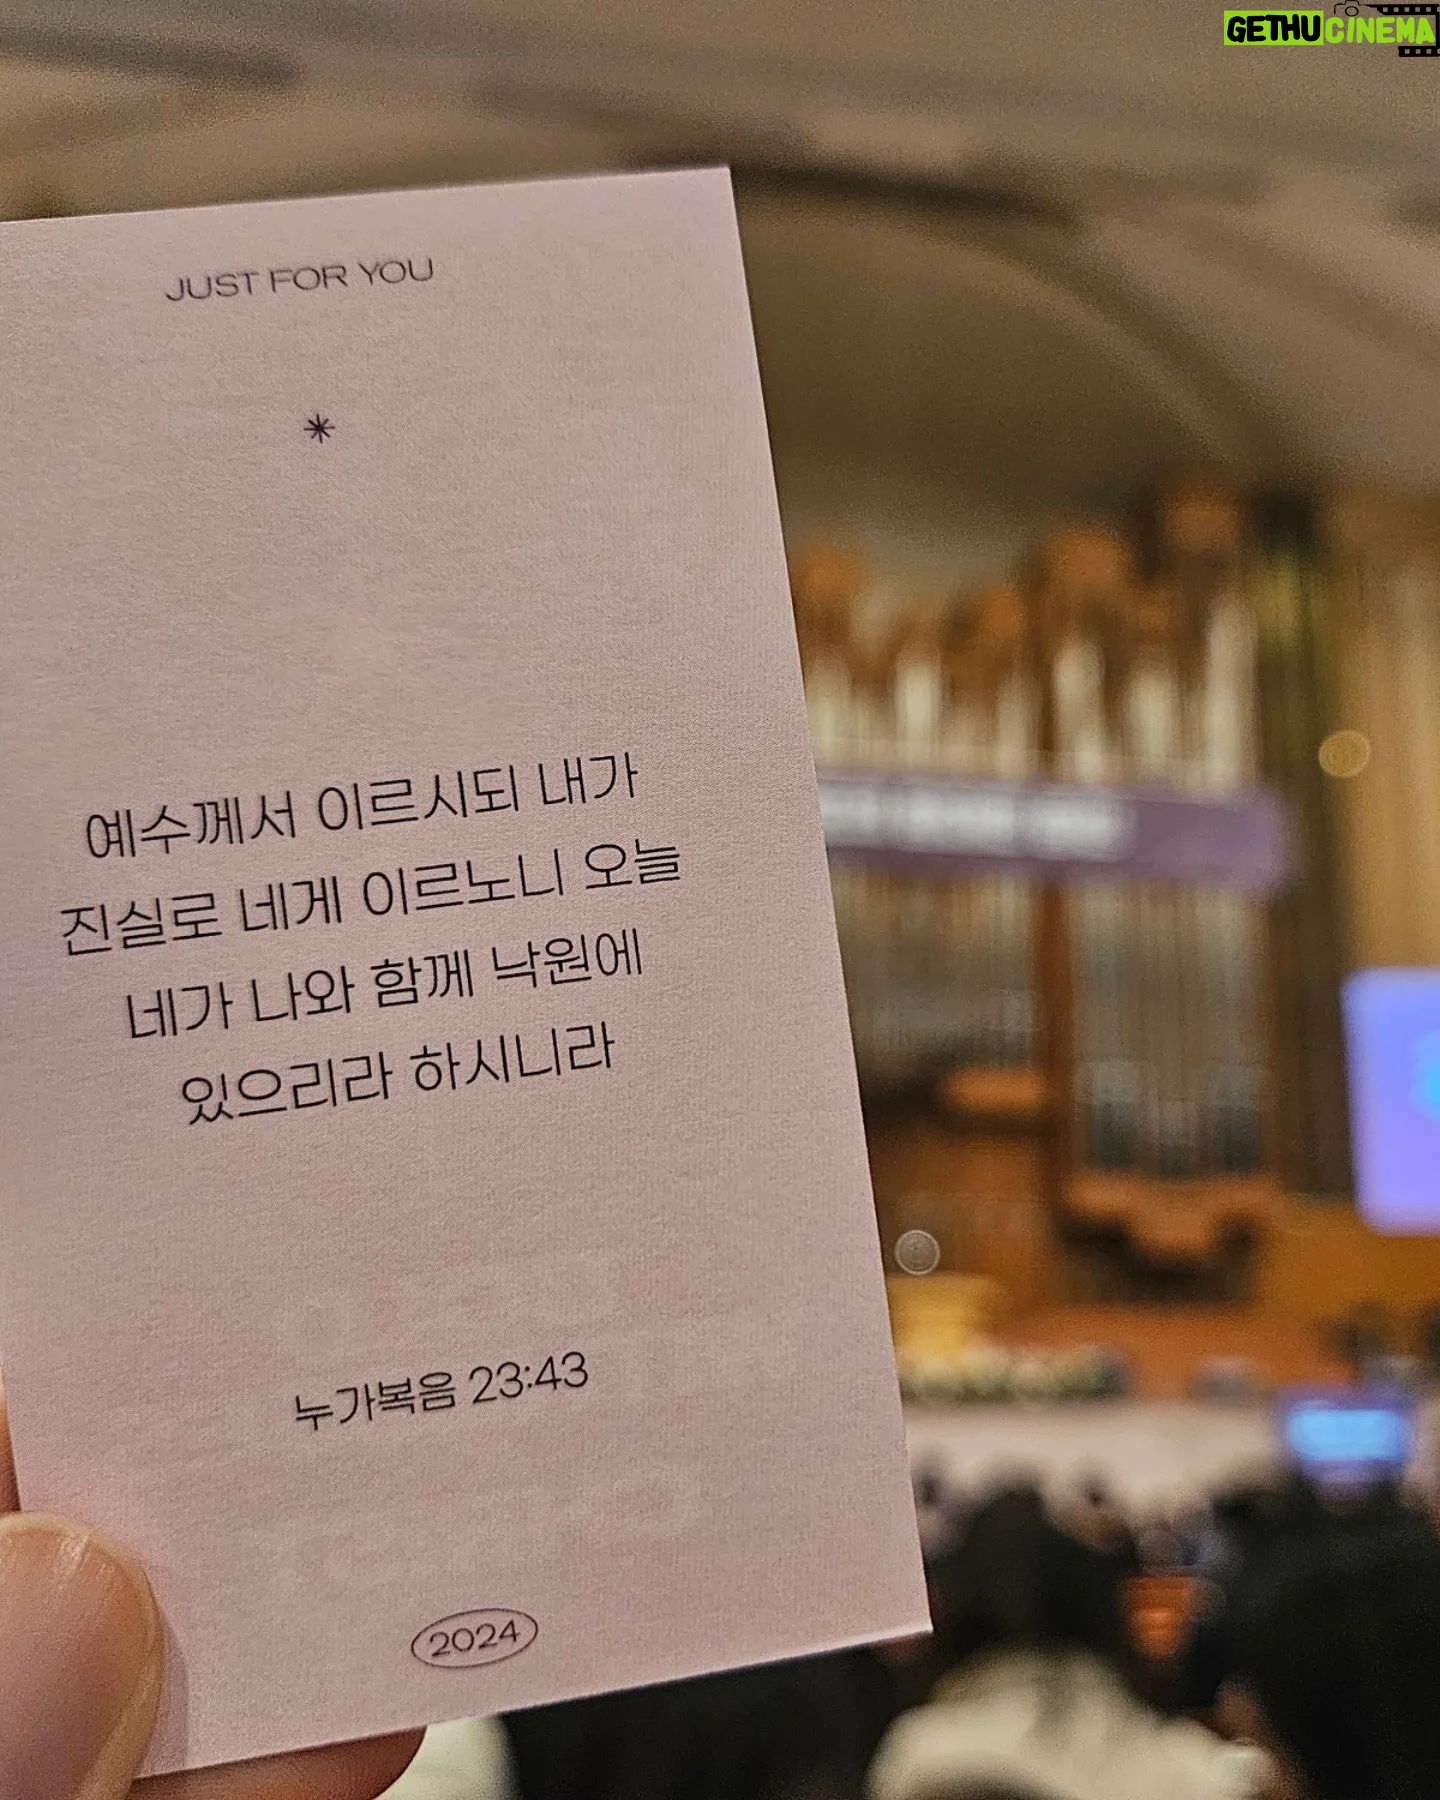 GETHUCINEMA
JUST FOR YOU
예수께서 이르시되 내가
진실로 네게 이르노니 오늘
네가 나와 함께 낙원에
있으리라 하시니라
누가복음 23:43
2024